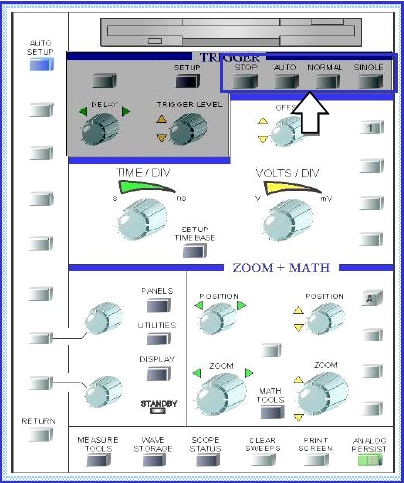 AUTO
SETUP
TRIGGER
SETUP
STOP AUTO NORMAL SINGLE
DELAY TRIGGER LEVEL
OFFS
1
TIME / DIV VOLTS / DIV
s ns V mV
SETUP
TIME BASE
ZOOM + MATH
PANELS
POSITION POSITION
A
UTILITIES
DISPLAY
ZOOM ZOOM
STANDBY
MATH
TOOLS
RETURN
MEASURE
TOOLS
WAVE
STORAGE
SCOPE
STATUS
CLEAR
SWEEPS
PRINT
SCREEN
ANALOG
PERSIST